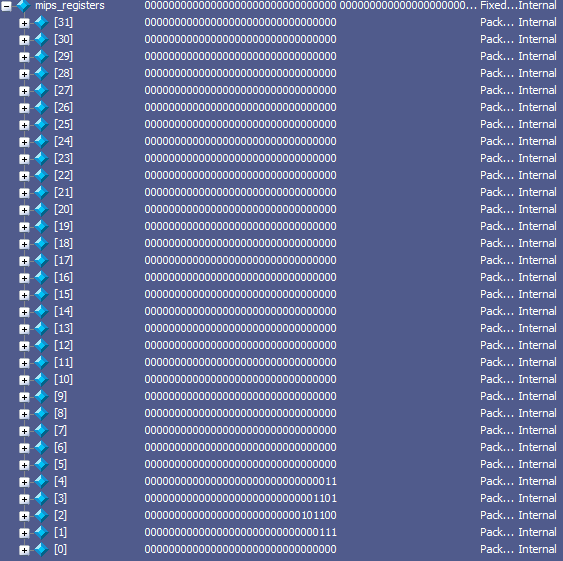 mips_registers 00000000000000000000000000000000 000000000000000000000... Fixed... Internal
[31] 00000000000000000000000000000000 Pack... Internal
[30] 00000000000000000000000000000000 Pack... Internal
[29] 00000000000000000000000000000000 Pack... Internal
[28] 00000000000000000000000000000000 Pack... Internal
[27] 00000000000000000000000000000000 Pack... Internal
[26] 00000000000000000000000000000000 Pack... Internal
[25] 00000000000000000000000000000000 Pack... Internal
[24] 00000000000000000000000000000000 Pack... Internal
[23] 00000000000000000000000000000000 Pack... Internal
[22] 00000000000000000000000000000000 Pack... Internal
[21] 00000000000000000000000000000000 Pack... Internal
[20] 00000000000000000000000000000000 Pack... Internal
[19] 00000000000000000000000000000000 Pack... Internal
[18] 00000000000000000000000000000000 Pack... Internal
[17] 00000000000000000000000000000000 Pack... Internal
[16] 00000000000000000000000000000000 Pack... Internal
[15] 00000000000000000000000000000000 Pack... Internal
[14] 00000000000000000000000000000000 Pack... Internal
[13] 00000000000000000000000000000000 Pack... Internal
[12] 00000000000000000000000000000000 Pack... Internal
[11] 00000000000000000000000000000000 Pack... Internal
[10] 00000000000000000000000000000000 Pack... Internal
[9] 00000000000000000000000000000000 Pack... Internal
[8] 00000000000000000000000000000000 Pack... Internal
[7] 00000000000000000000000000000000 Pack... Internal
[6] 00000000000000000000000000000000 Pack... Internal
[5] 00000000000000000000000000000000 Pack... Internal
[4] 00000000000000000000000000000011 Pack... Internal
[3] 00000000000000000000000000001101 Pack... Internal
[2] 00000000000000000000000000101100 Pack... Internal
[1] 00000000000000000000000000000111 Pack... Internal
[0] 00000000000000000000000000000000 Pack... Internal